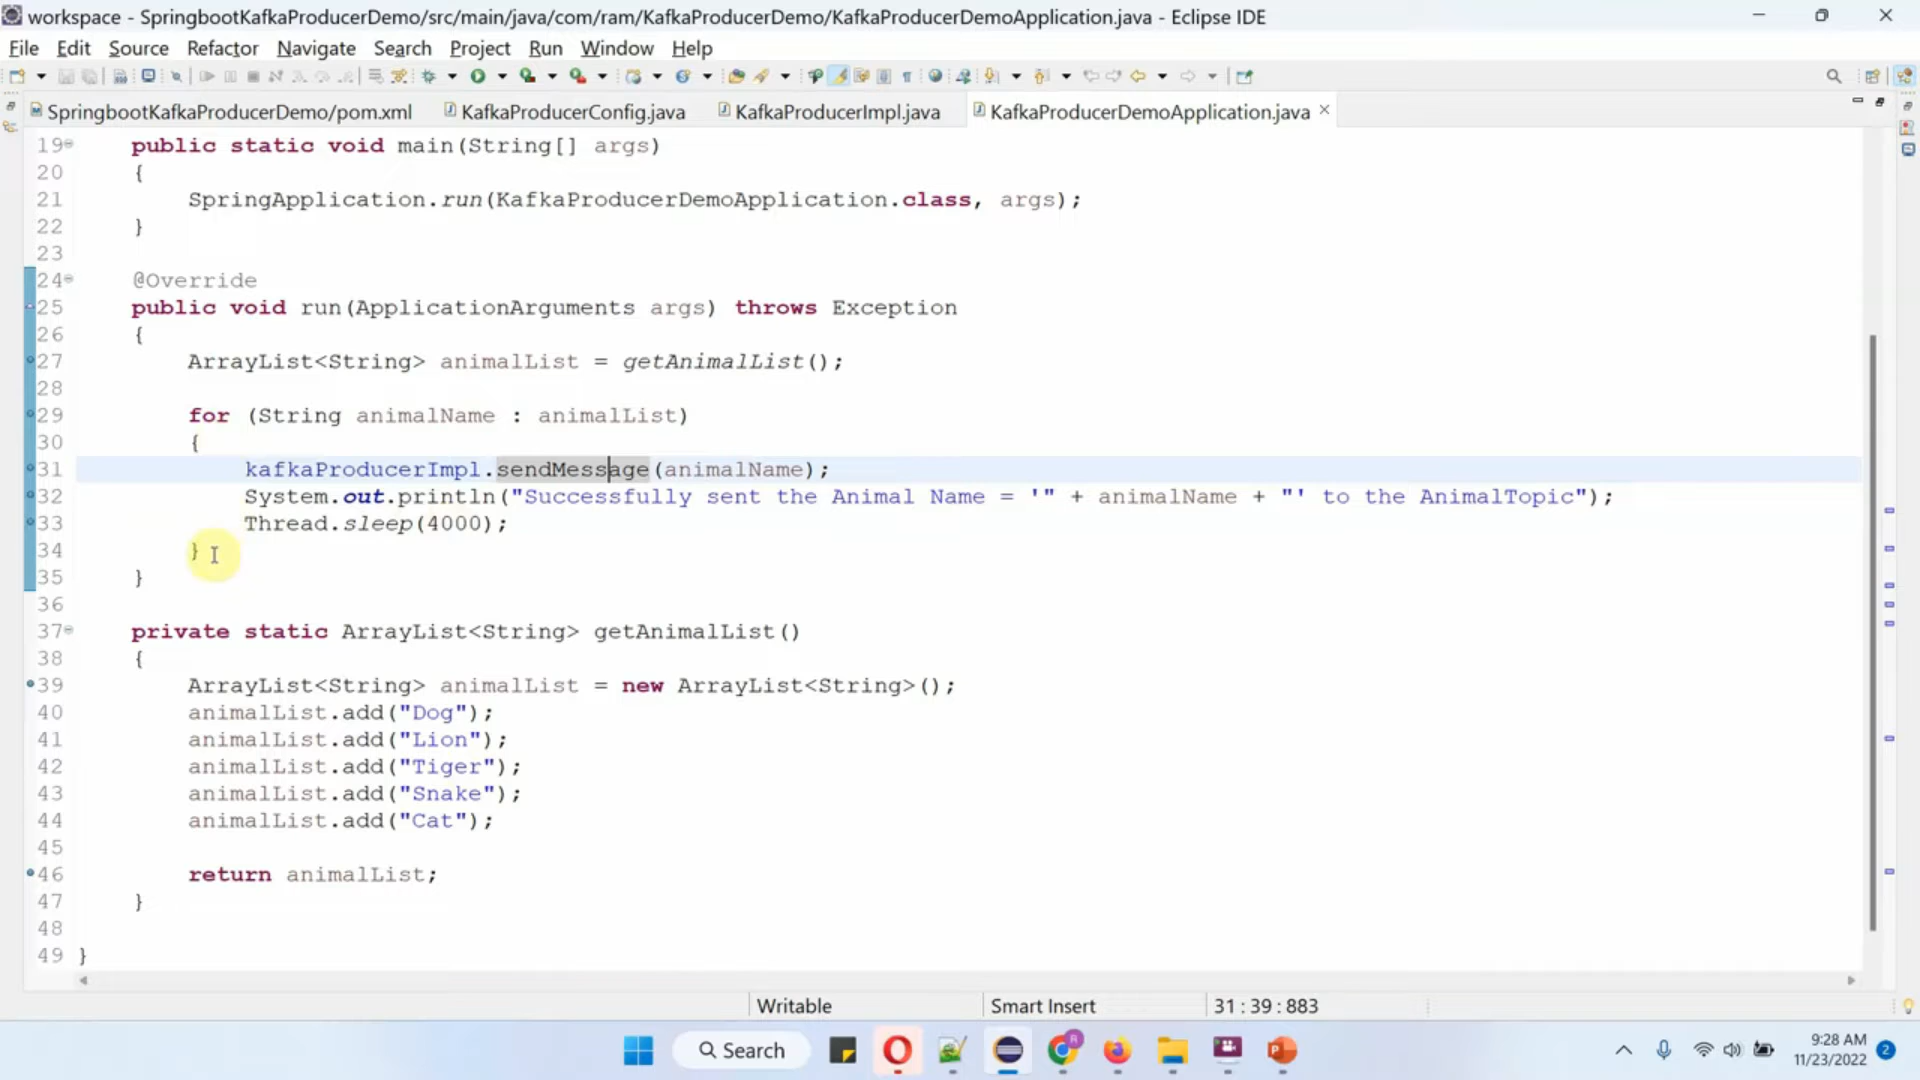 workspace - SpringbootKafkaProducerDemo/src/main/java/com/ram/KafkaProducerDemo/KafkaProducerDemoApplication.java - Eclipse IDE
File Edit Source Refactor Navigate Search Project Run Window Help
SpringbootKafkaProducerDemo/pom.xml KafkaProducerConfig.java KafkaProducerImpl.java KafkaProducerDemoApplication.java
19 public static void main(String[] args)
20 {
21 SpringApplication.run(KafkaProducerDemoApplication.class, args);
22 }
23
24 @Override
25 public void run(ApplicationArguments args) throws Exception
26 {
27 ArrayList<String> animalList = getAnimalList();
28
29 for (String animalName : animalList)
30 {
31 kafkaProducerImpl.sendMessage(animalName);
32 System.out.println("Successfully sent the Animal Name = '" + animalName + "' to the AnimalTopic");
33 Thread.sleep(4000);
34 }
35 }
36
37 private static ArrayList<String> getAnimalList()
38 {
39 ArrayList<String> animalList = new ArrayList<String>();
40 animalList.add("Dog");
41 animalList.add("Lion");
42 animalList.add("Tiger");
43 animalList.add("Snake");
44 animalList.add("Cat");
45
46 return animalList;
47 }
48
49 }
Writable Smart Insert 31 : 39 : 883
Search
9:28 AM
11/23/2022
2